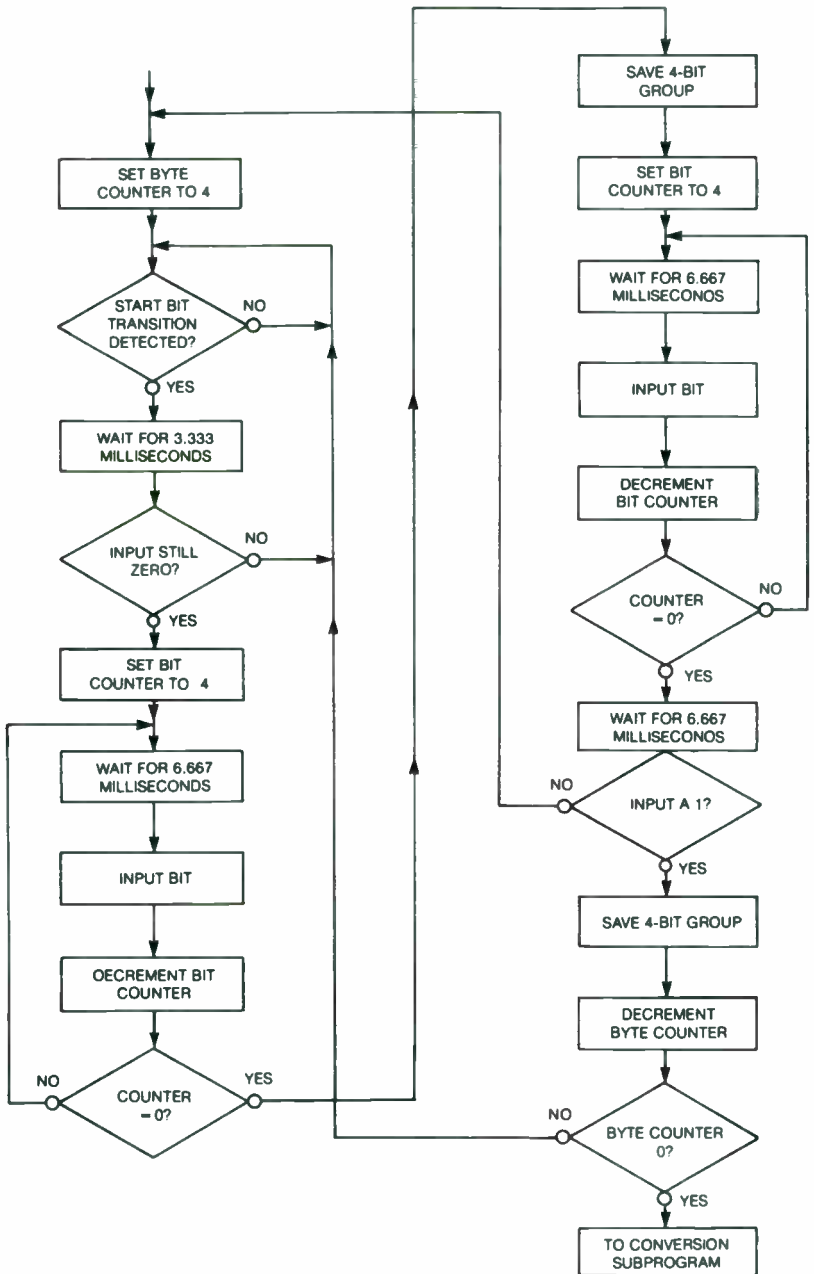 SET BYTE
COUNTER TO 4
START BIT
TRANSITION
DETECTED?
NO
YES
WAIT FOR 3.333
MILLISECONDS
INPUT STILL
ZERO?
NO
YES
SET BIT
COUNTER TO 4
WAIT FOR 6.667
MILLISECONDS
INPUT BIT
OECREMENT BIT
COUNTER
NO
COUNTER
= 0?
YES
SAVE 4-BIT
GROUP
SET BIT
COUNTER TO 4
WAIT FOR 6.667
MILLISECONOS
INPUT BIT
DECREMENT
BIT COUNTER
COUNTER
= 0?
NO
YES
WAIT FOR 6.667
MILLISECONOS
NO
INPUT A 1?
YES
SAVE 4-BIT GROUP
DECREMENT
BYTE COUNTER
NO
BYTE COUNTER
0?
YES
TO CONVERSION
SUBPROGRAM